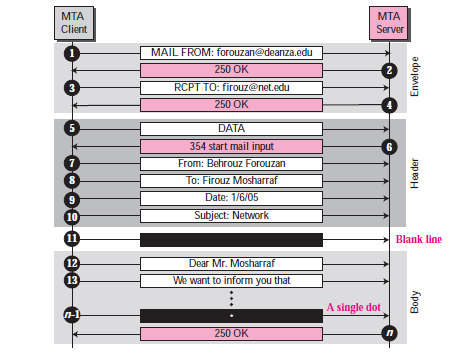 MTA
Client
MTA
Server
1
MAIL FROM: forouzan@deanza.edu
250 OK
2
3
RCPT TO: firouz@net.edu
250 OK
4
Envelope
5
DATA
354 start mail input
6
7
From: Behrouz Forouzan
8
To: Firouz Mosharraf
9
Date: 1/6/05
10
Subject: Network
Header
11
Blank line
12
Dear Mr. Mosharraf
13
We want to inform you that
n-1
.
A single dot
250 OK
n
Body